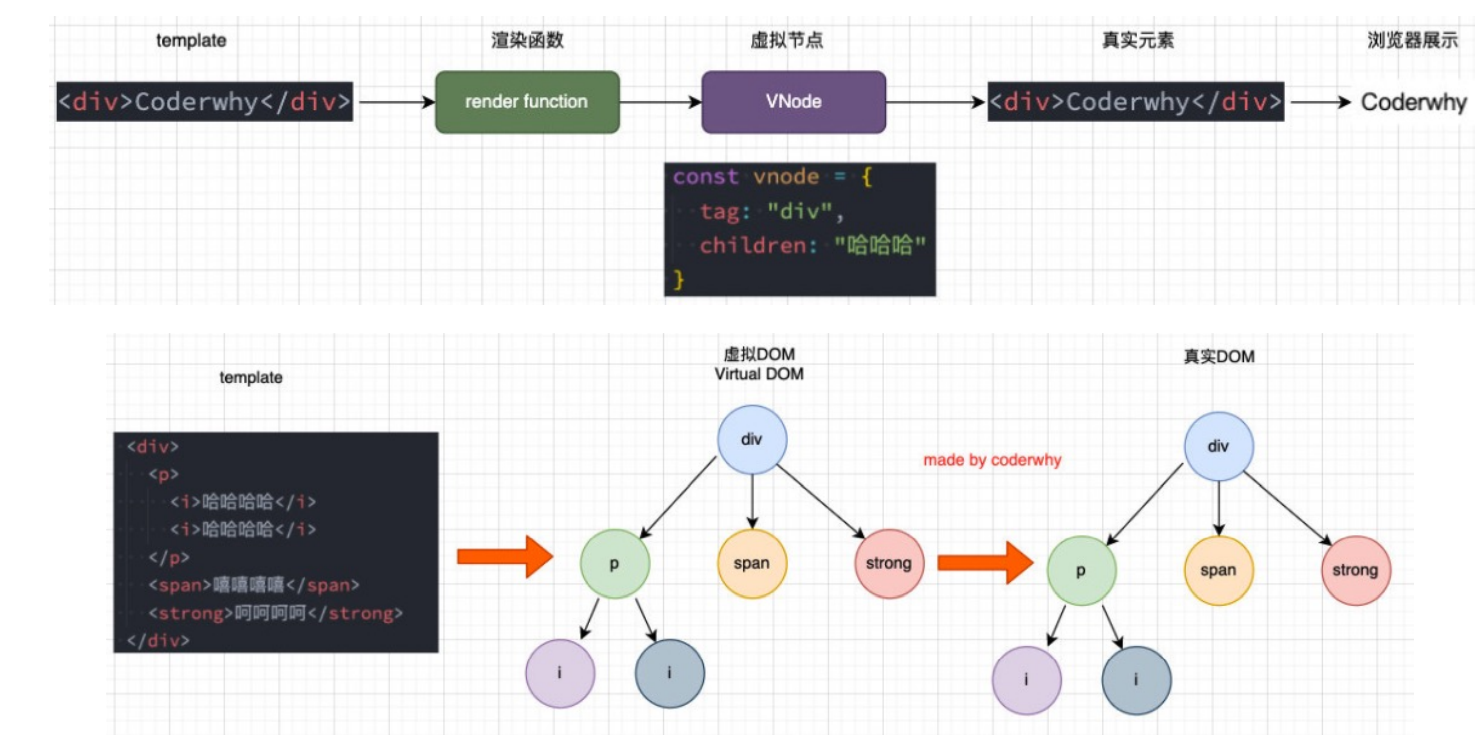 template 渲染函数 虚拟节点 真实元素 浏览器展示
<div>Coderwhy</div> render function VNode <div>Coderwhy</div> Coderwhy
const vnode = {
tag: "div",
children: "哈哈哈"
}
template
虚拟DOM
Virtual DOM
真实DOM
<div>
<p>
<i>哈哈哈哈</i>
<i>哈哈哈哈</i>
</p>
<span>嘻嘻嘻嘻</span>
<strong>呵呵呵呵</strong>
</div>
div
p span strong
i i
made by coderwhy
div
p span strong
i i